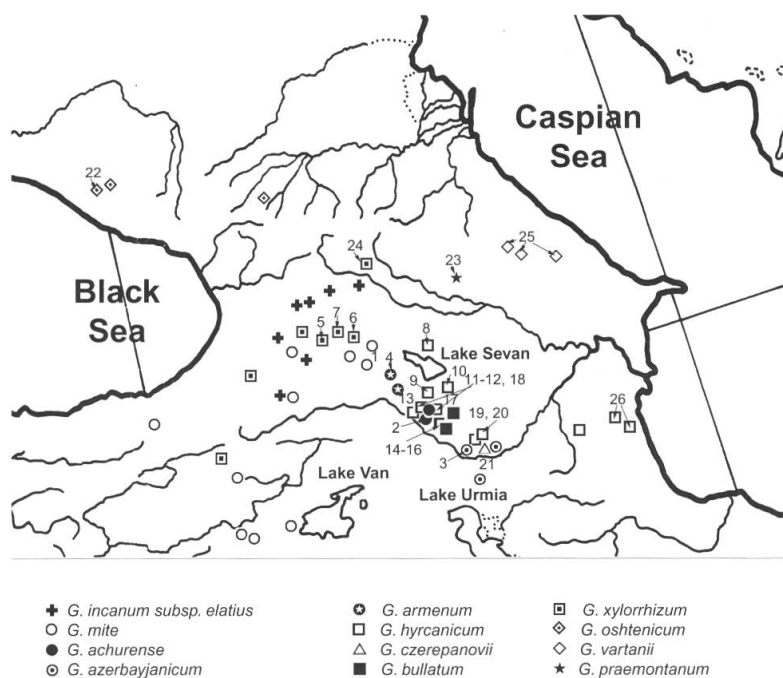 Caspian
Sea
22
25
24
23
Black
Sea
7
5
6
8
1
4
Lake Sevan
9
10
11-12, 18
13
17
2
19, 20
26
14-16
3
21
Lake Van
Lake Urmia
G. incanum subsp. elatius
G. armenum
G. xylorrhizum
G. mite
G. hyrcanicum
G. oshtenicum
G. achurense
G. czerepanovii
G. vartanii
G. azerbayjanicum
G. bullatum
G. praemontanum